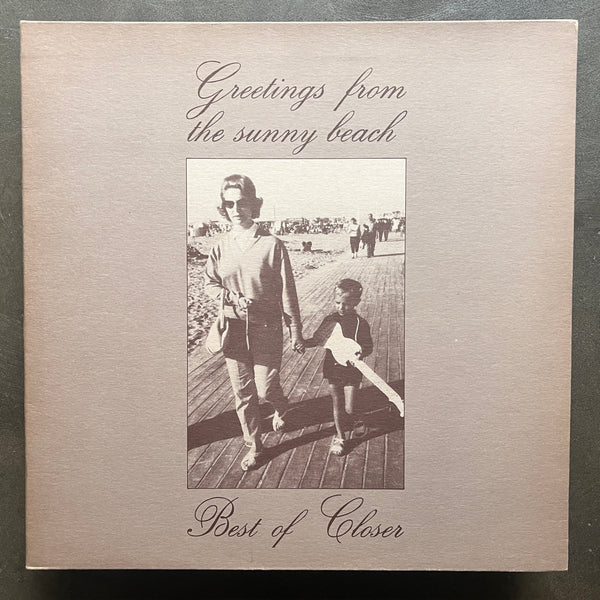 Greetings from
the sunny beach
Best of Closer